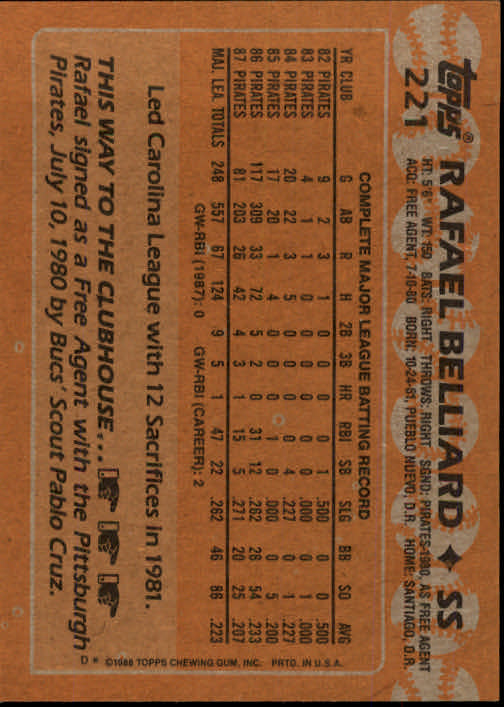 topps® RAFAEL BELLIARD ◆ SS
221 HT: 5'6" WT: 150 BATS: RIGHT THROWS: RIGHT SGND: PIRATES-1980, AS FREE AGENT
ACQ: FREE AGENT, 7-10-80 BORN: 10-24-61, PUEBLO NUEVO, D.R. HOME: SANTIAGO, D.R.
COMPLETE MAJOR LEAGUE BATTING RECORD
YR CLUB G AB R H 2B 3B HR RBI SB SLG BB SO AVG
82 PIRATES 9 2 3 1 0 0 0 0 1 .500 0 0 .500
83 PIRATES 4 1 1 0 0 0 0 0 0 .000 0 1 .000
84 PIRATES 20 22 3 5 0 0 0 0 4 .227 0 1 .227
85 PIRATES 17 20 1 4 0 0 0 1 0 .000 0 5 .200
86 PIRATES 117 309 33 72 5 2 0 31 12 .262 26 54 .233
87 PIRATES 81 203 26 42 4 3 1 15 5 .271 20 25 .207
MAJ. LEA. TOTALS 248 557 67 124 9 5 1 47 22 .262 46 86 .223
GW-RBI (1987): 0 GW-RBI (CAREER): 2
Led Carolina League with 12 Sacrifices in 1981.
THIS WAY TO THE CLUBHOUSE...
Rafael signed as a Free Agent with the Pittsburgh
Pirates, July 10, 1980 by Bucs' Scout Pablo Cruz.
D* ©1988 TOPPS CHEWING GUM, INC. PRTD. IN U.S.A.